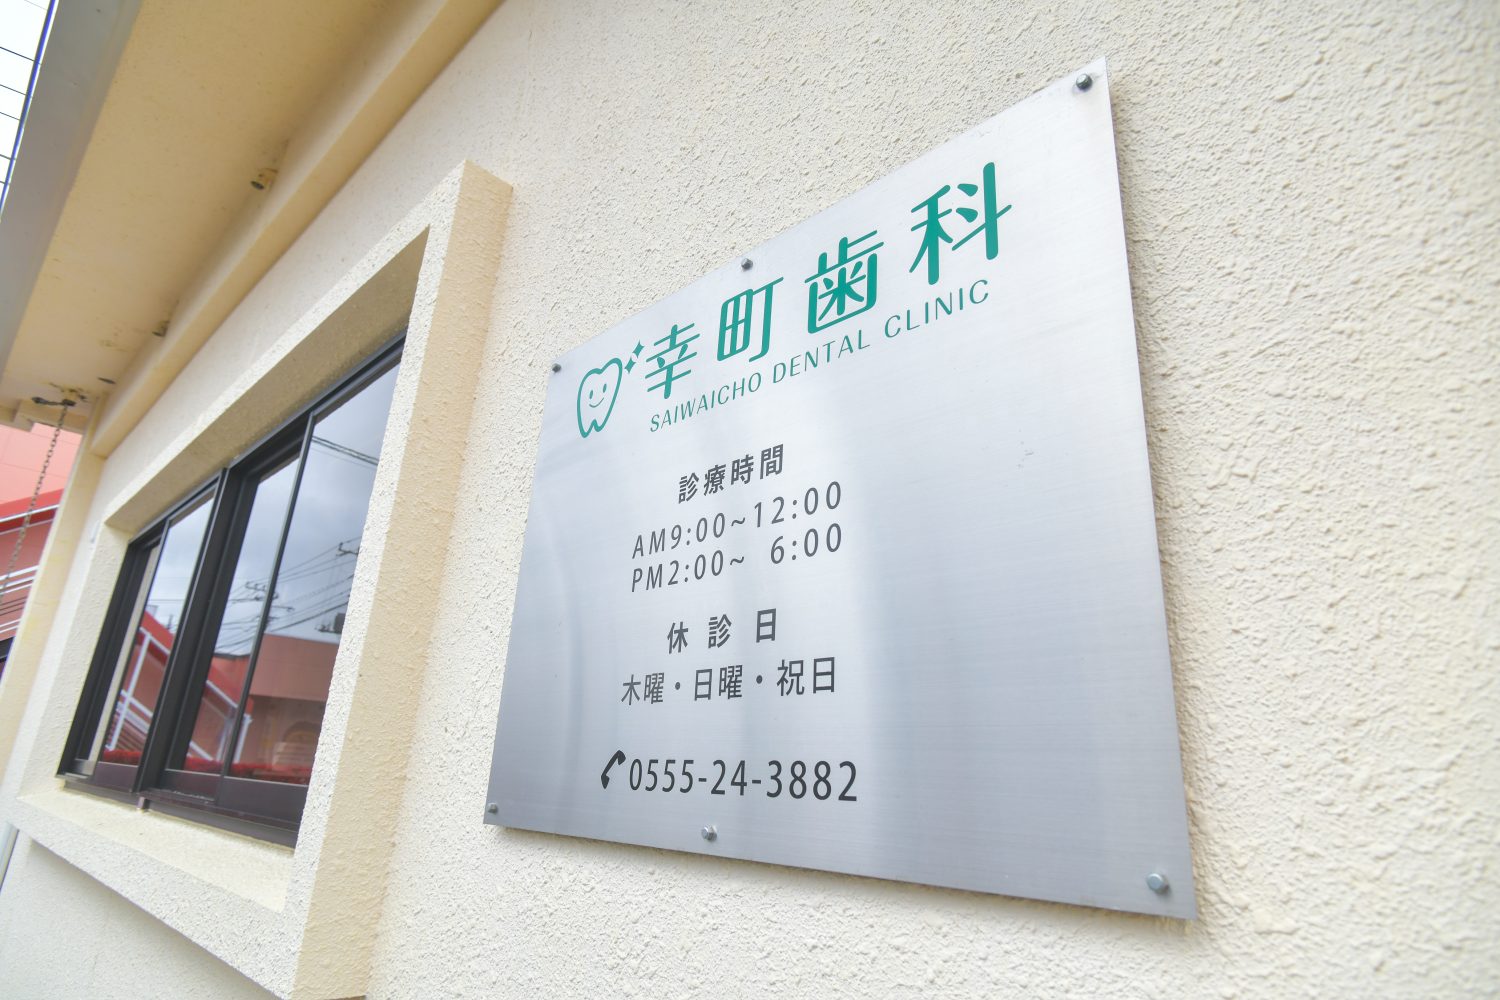 幸町歯科
SAIWAICHO DENTAL CLINIC
診療時間
AM9:00~12:00
PM2:00~ 6:00
休診日
木曜・日曜・祝日
0555-24-3882